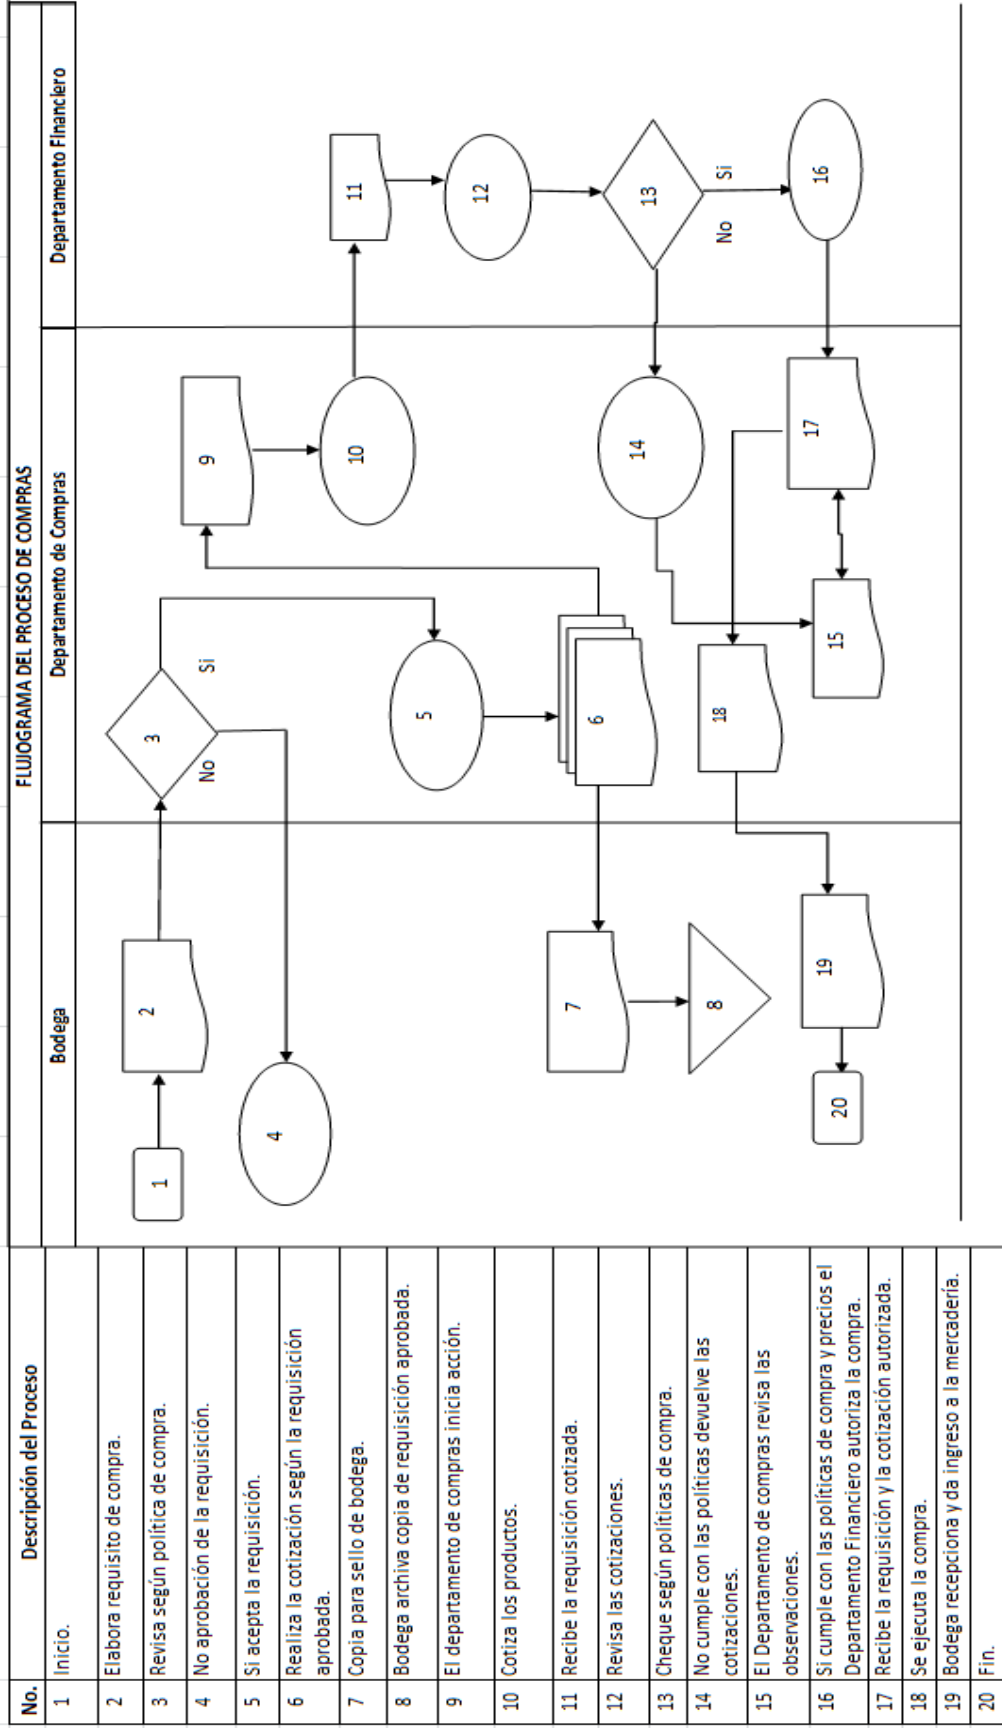 FLUJOGRAMA DEL PROCESO DE COMPRAS
No.
Descripción del Proceso
Bodega
Departamento de Compras
Departamento Financiero
1
Inicio.
2
Elabora requisito de compra.
3
Revisa según política de compra.
4
No aprobación de la requisición.
5
Si acepta la requisición.
6
Realiza la cotización según la requisición
aprobada.
7
Copia para sello de bodega.
8
Bodega archiva copia de requisición aprobada.
9
El departamento de compras inicia acción.
10
Cotiza los productos.
11
Recibe la requisición cotizada.
12
Revisa las cotizaciones.
13
Cheque según políticas de compra.
14
No cumple con las políticas devuelve las
cotizaciones.
15
El Departamento de compras revisa las
observaciones.
16
Si cumple con las políticas de compra y precios el
Departamento Financiero autoriza la compra.
17
Recibe la requisición y la cotización autorizada.
18
Se ejecuta la compra.
19
Bodega recepciona y da ingreso a la mercadería.
20
Fin.
1
2
3
No
Si
4
5
6
7
8
9
10
11
12
13
No
Si
14
15
16
17
18
19
20